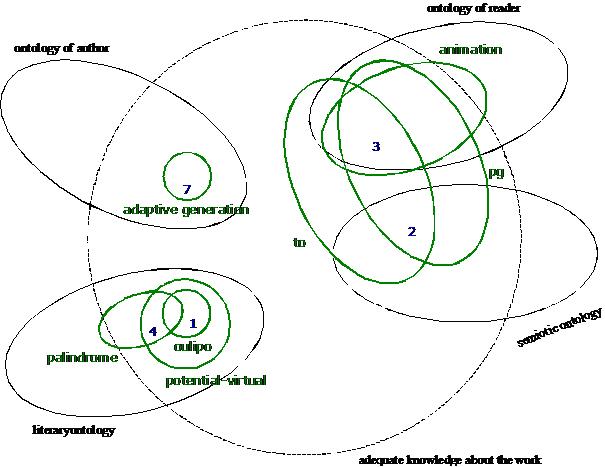 ontology of reader
ontology of author
animation
3
pg
7
adaptive generation
2
to
semiotic ontology
1
4
oulipo
palindrome
potential-virtual
literaryontology
adequate knowledge about the work